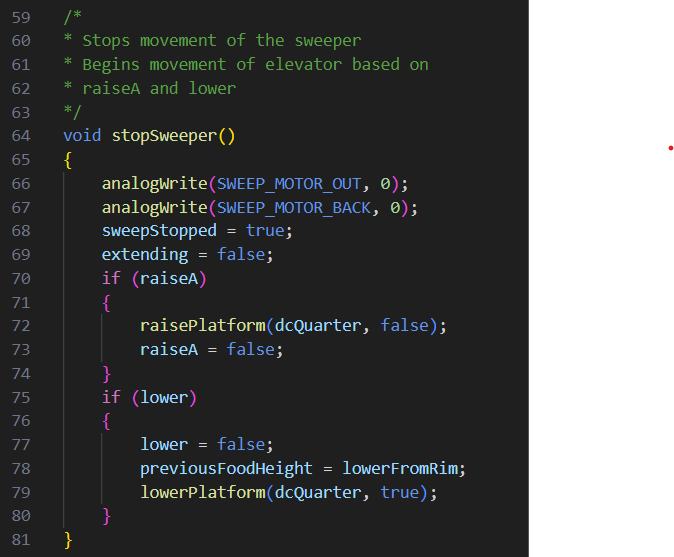 59 /*
60 * Stops movement of the sweeper
61 * Begins movement of elevator based on
62 * raiseA and lower
63 */
64 void stopSweeper()
65 {
66 analogWrite(SWEEP_MOTOR_OUT, 0);
67 analogWrite(SWEEP_MOTOR_BACK, 0);
68 sweepStopped = true;
69 extending = false;
70 if (raiseA)
71 {
72 raisePlatform(dcQuarter, false);
73 raiseA = false;
74 }
75 if (lower)
76 {
77 lower = false;
78 previousFoodHeight = lowerFromRim;
79 lowerPlatform(dcQuarter, true);
80 }
81 }